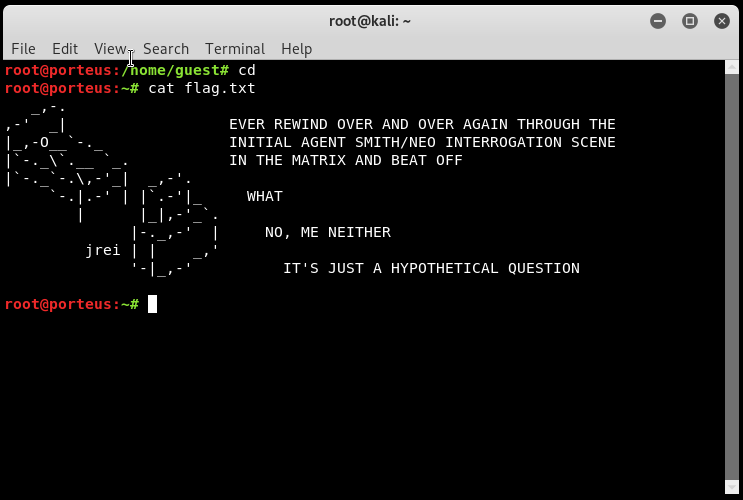 root@kali: ~
File Edit View Search Terminal Help
root@porteus:/home/guest# cd
root@porteus:~# cat flag.txt
EVER REWIND OVER AND OVER AGAIN THROUGH THE
INITIAL AGENT SMITH/NEO INTERROGATION SCENE
IN THE MATRIX AND BEAT OFF
WHAT
NO, ME NEITHER
jrei
IT'S JUST A HYPOTHETICAL QUESTION
root@porteus:~#